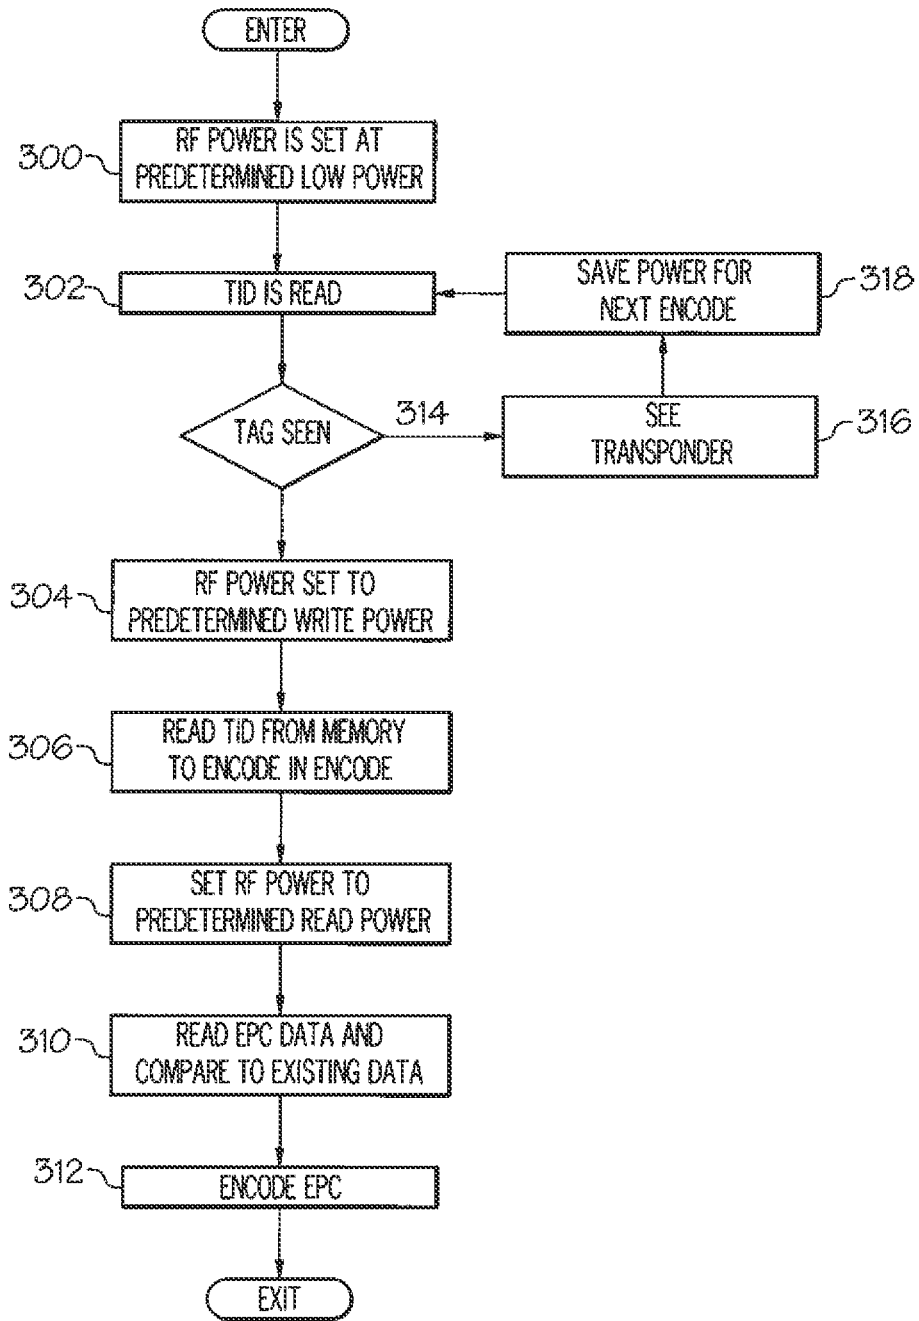 ENTER
300
RF POWER IS SET AT
PREDETERMINED LOW POWER
302
TID IS READ
SAVE POWER FOR
NEXT ENCODE
318
TAG SEEN
314
SEE
TRANSPONDER
316
304
RF POWER SET TO
PREDETERMINED WRITE POWER
306
READ TID FROM MEMORY
TO ENCODE IN ENCODE
308
SET RF POWER TO
PREDETERMINED READ POWER
310
READ EPC DATA AND
COMPARE TO EXISTING DATA
312
ENCODE EPC
EXIT